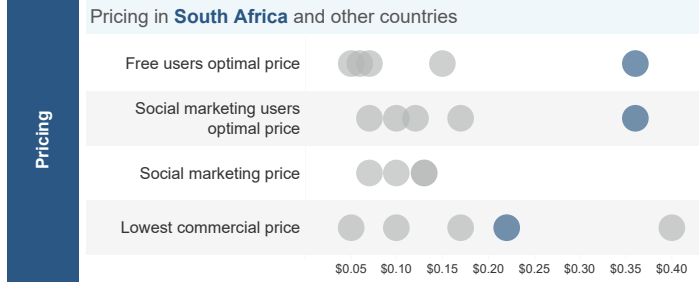 Pricing in South Africa and other countries
Pricing
Free users optimal price
Social marketing users
optimal price
Social marketing price
Lowest commercial price
$0.05 $0.10 $0.15 $0.20 $0.25 $0.30 $0.35 $0.40